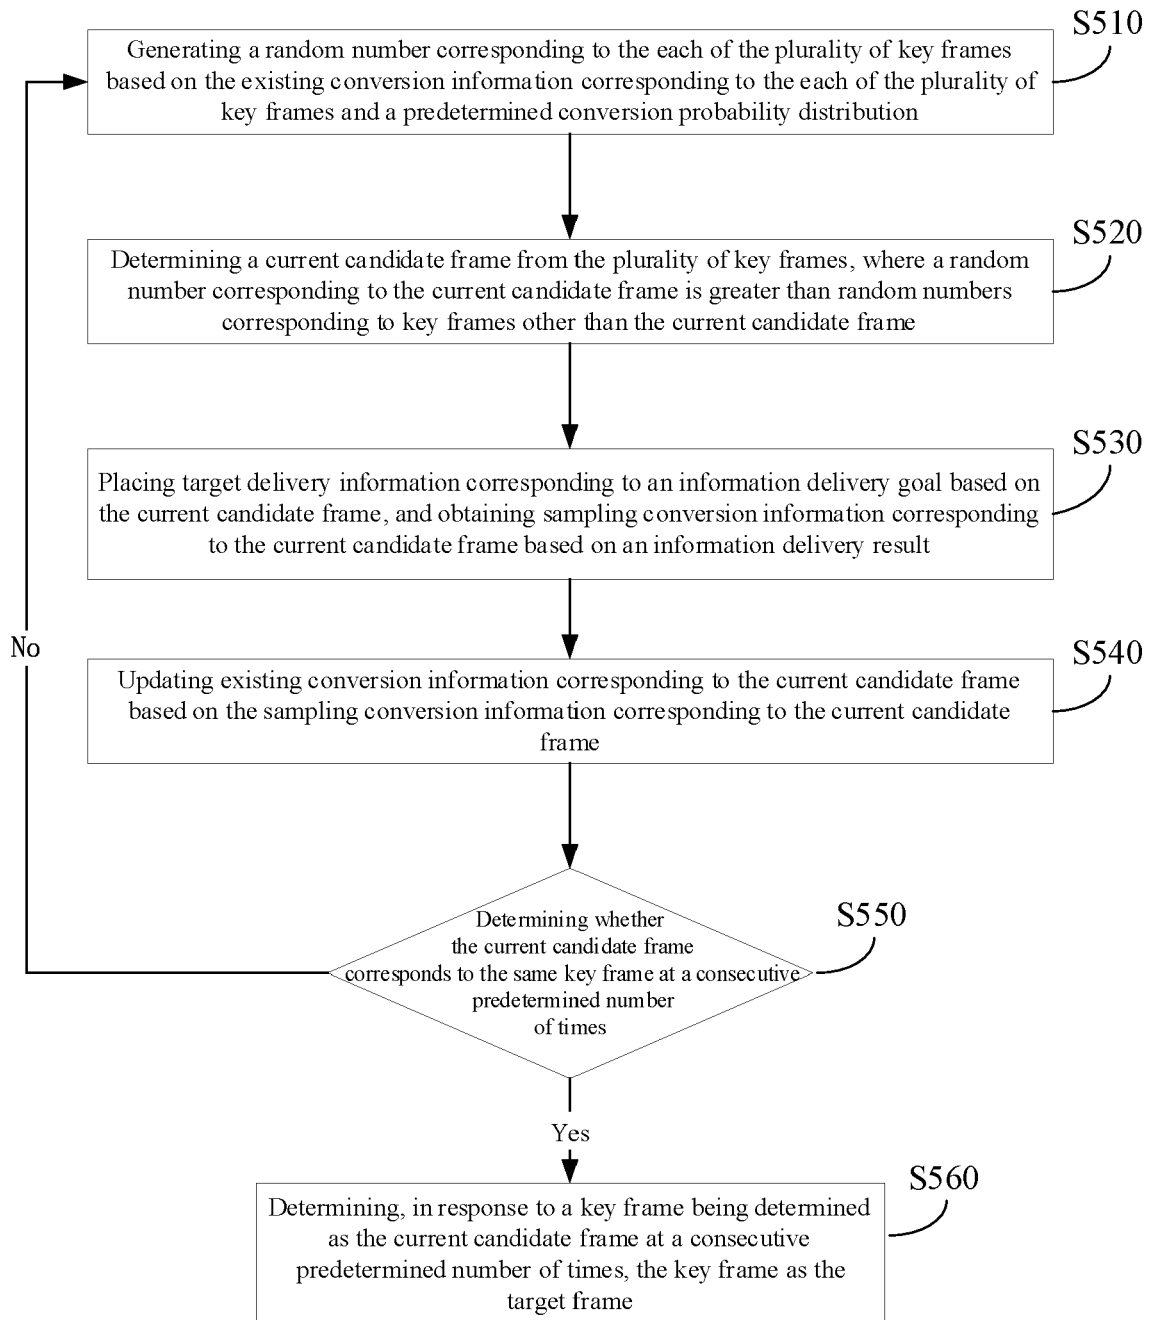 S510
Generating a random number corresponding to the each of the plurality of key frames
based on the existing conversion information corresponding to the each of the plurality of
key frames and a predetermined conversion probability distribution
S520
Determining a current candidate frame from the plurality of key frames, where a random
number corresponding to the current candidate frame is greater than random numbers
corresponding to key frames other than the current candidate frame
S530
Placing target delivery information corresponding to an information delivery goal based on
the current candidate frame, and obtaining sampling conversion information corresponding
to the current candidate frame based on an information delivery result
No
S540
Updating existing conversion information corresponding to the current candidate frame
based on the sampling conversion information corresponding to the current candidate
frame
S550
Determining whether
the current candidate frame
corresponds to the same key frame at a consecutive
predetermined number
of times
Yes
S560
Determining, in response to a key frame being determined
as the current candidate frame at a consecutive
predetermined number of times, the key frame as the
target frame